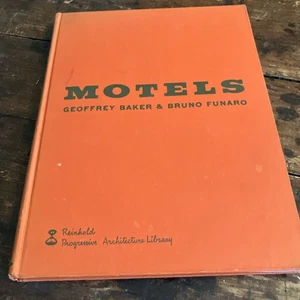 MOTELS
GEOFFREY BAKER & BRUNO FUNARO
Reinhold
Progressive Architecture Library